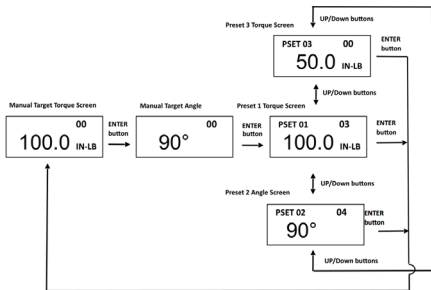 Preset 3 Torque Screen
UP/Down buttons
PSET 03 00
50.0 IN-LB
ENTER
button
UP/Down buttons
Manual Target Torque Screen
00
100.0 IN-LB
ENTER
button
Manual Target Angle
00
90°
ENTER
button
Preset 1 Torque Screen
PSET 01 03
100.0 IN-LB
ENTER
button
UP/Down buttons
Preset 2 Angle Screen
PSET 02 04
90°
ENTER
button
UP/Down buttons